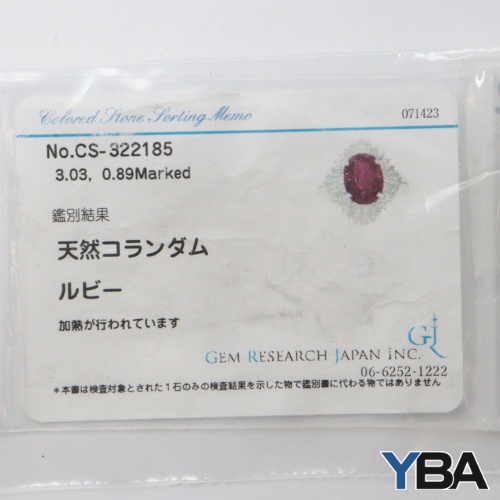 Colored Stone Sorting Memo
071423
No.CS-322185
3.03, 0.89Marked
鑑別結果
天然コランダム
ルビー
加熱が行われています
GJ
GEM RESEARCH JAPAN INC.
06-6252-1222
*本書は検査対象とされた1石のみの検査結果を示した物で鑑別書に代わる物ではありません
YBA